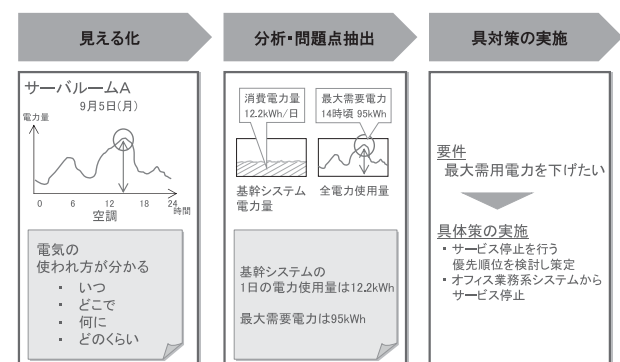 見える化
サーバルームA
9月5日(月)
電力量
0 6 12 18 24
時間
空調
電気の
使われ方が分かる
・ いつ
・ どこで
・ 何に
・ どのくらい
分析・問題点抽出
消費電力量
12.2kWh/日
最大需要電力
14時頃 95kWh
基幹システム
電力量
全電力使用量
基幹システムの
1日の電力使用量は12.2kWh
最大需要電力は95kWh
具対策の実施
要件
最大需用電力を下げたい
具体策の実施
・ サービス停止を行う
優先順位を検討し策定
・ オフィス業務系システムから
サービス停止